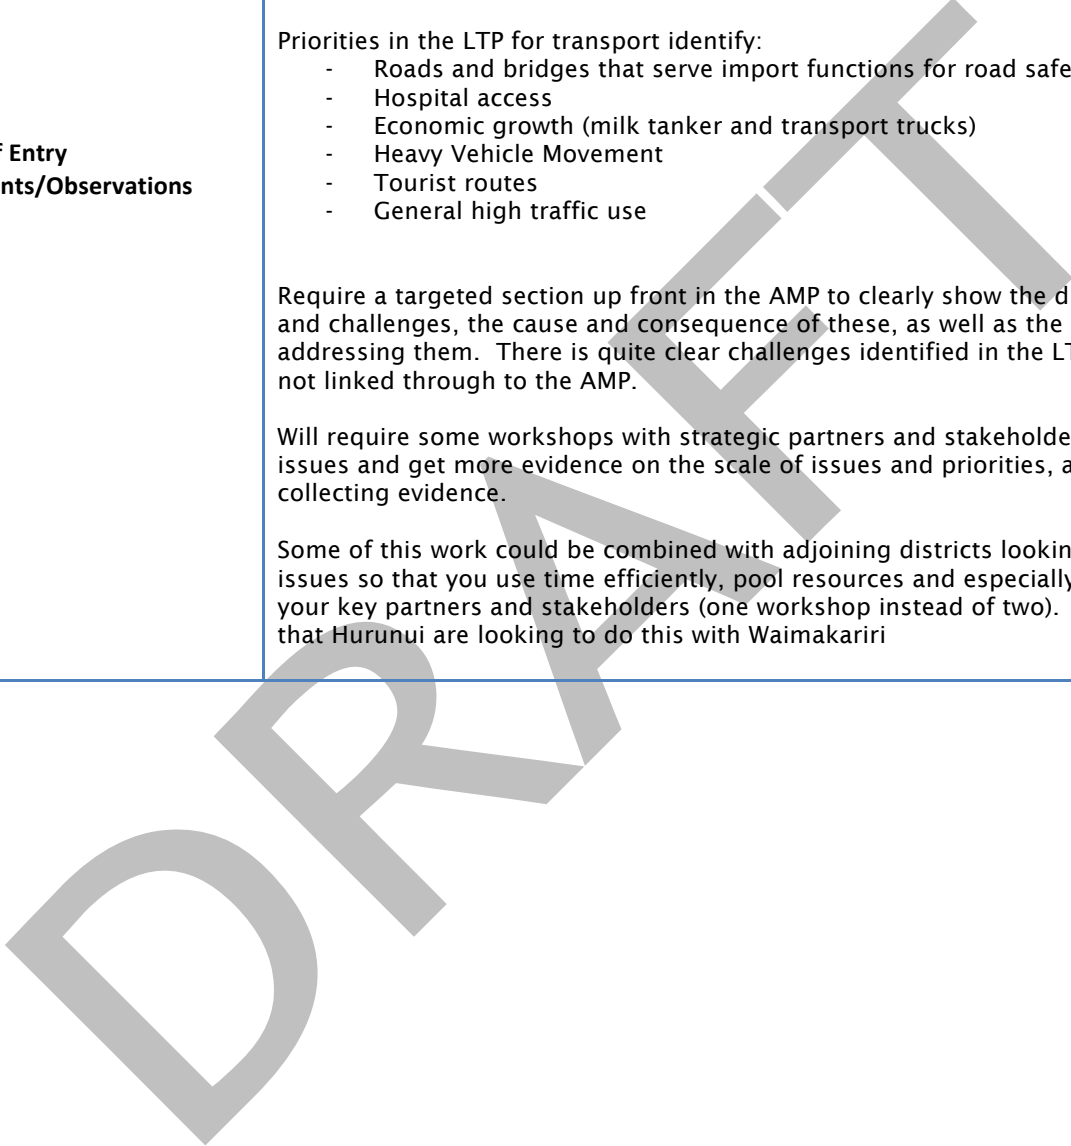 Priorities in the LTP for transport identify:
- Roads and bridges that serve import functions for road safe
- Hospital access
- Economic growth (milk tanker and transport trucks)
- Heavy Vehicle Movement
- Tourist routes
- General high traffic use
f Entry
nts/Observations
Require a targeted section up front in the AMP to clearly show the d
and challenges, the cause and consequence of these, as well as the
addressing them. There is quite clear challenges identified in the LT
not linked through to the AMP.
Will require some workshops with strategic partners and stakeholde
issues and get more evidence on the scale of issues and priorities, a
collecting evidence.
Some of this work could be combined with adjoining districts lookin
issues so that you use time efficiently, pool resources and especially
your key partners and stakeholders (one workshop instead of two).
that Hurunui are looking to do this with Waimakariri
DRAFT